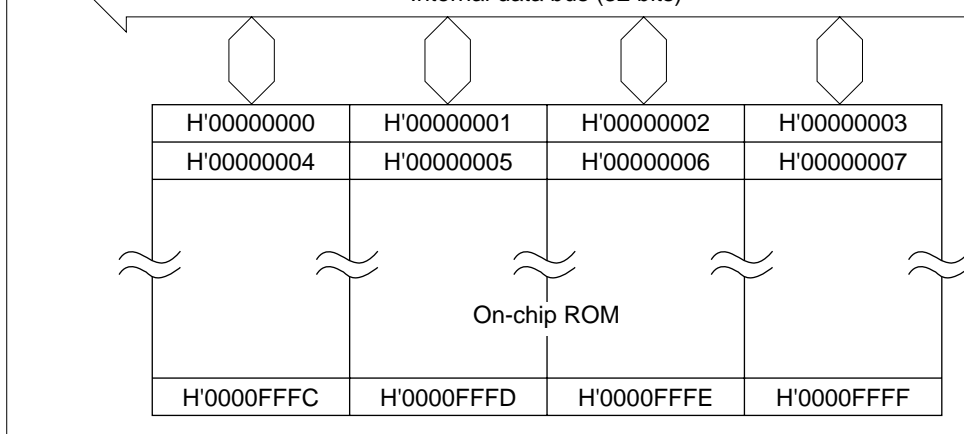 Internal data bus (32 bits)
H'00000000 H'00000001 H'00000002 H'00000003
H'00000004 H'00000005 H'00000006 H'00000007
On-chip ROM
H'0000FFFC H'0000FFFD H'0000FFFE H'0000FFFF